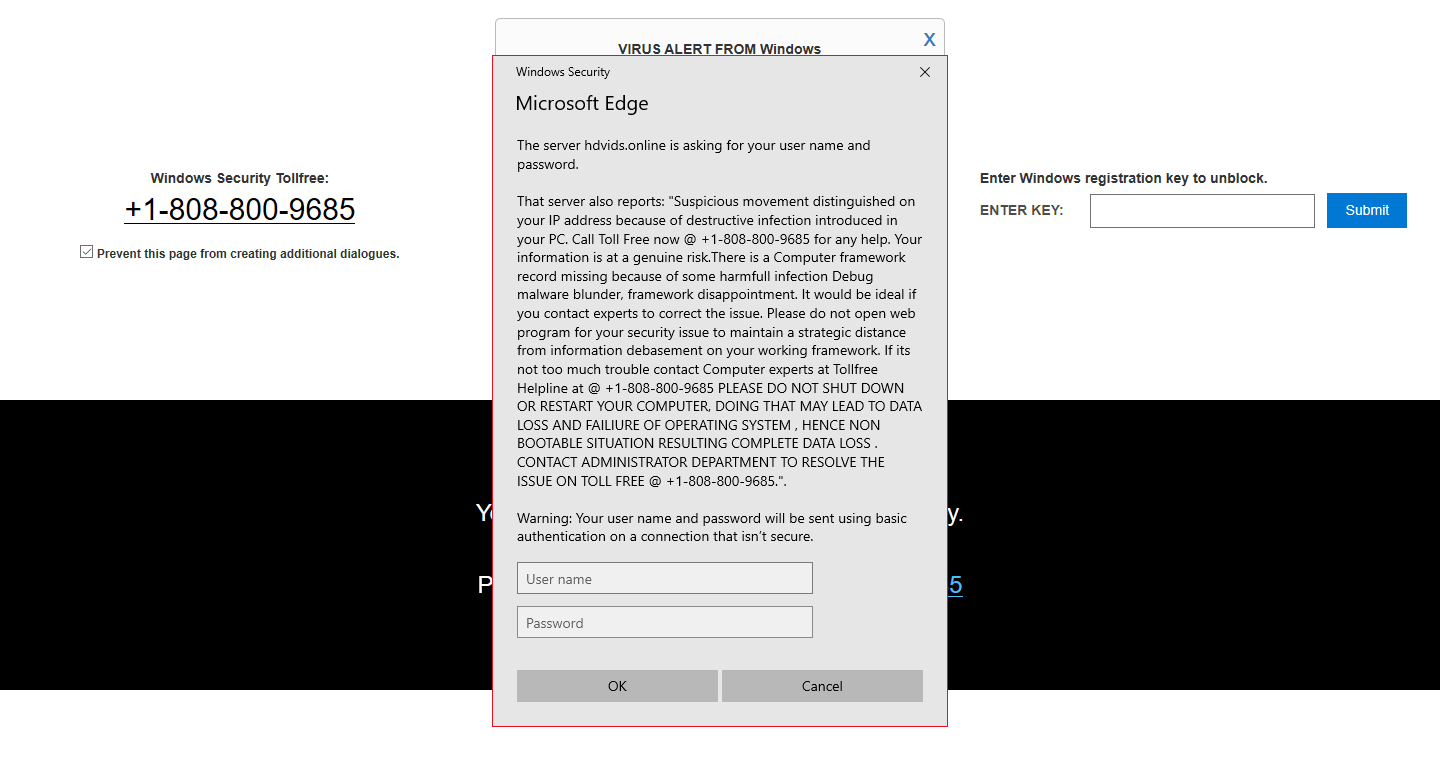 VIRUS ALERT FROM Windows
X
Windows Security
Microsoft Edge
The server hdvids.online is asking for your user name and
password.
That server also reports: "Suspicious movement distinguished on
your IP address because of destructive infection introduced in
your PC. Call Toll Free now @ +1-808-800-9685 for any help. Your
information is at a genuine risk.There is a Computer framework
record missing because of some harmfull infection Debug
malware blunder, framework disappointment. It would be ideal if
you contact experts to correct the issue. Please do not open web
program for your security issue to maintain a strategic distance
from information debasement on your working framework. If its
not too much trouble contact Computer experts at Tollfree
Helpline at @ +1-808-800-9685 PLEASE DO NOT SHUT DOWN
OR RESTART YOUR COMPUTER, DOING THAT MAY LEAD TO DATA
LOSS AND FAILIURE OF OPERATING SYSTEM , HENCE NON
BOOTABLE SITUATION RESULTING COMPLETE DATA LOSS .
CONTACT ADMINISTRATOR DEPARTMENT TO RESOLVE THE
ISSUE ON TOLL FREE @ +1-808-800-9685.".
Warning: Your user name and password will be sent using basic
authentication on a connection that isn't secure.
User name
Password
OK
Cancel
Windows Security Tollfree:
+1-808-800-9685
Prevent this page from creating additional dialogues.
Enter Windows registration key to unblock.
ENTER KEY:
Submit
y.
P
5